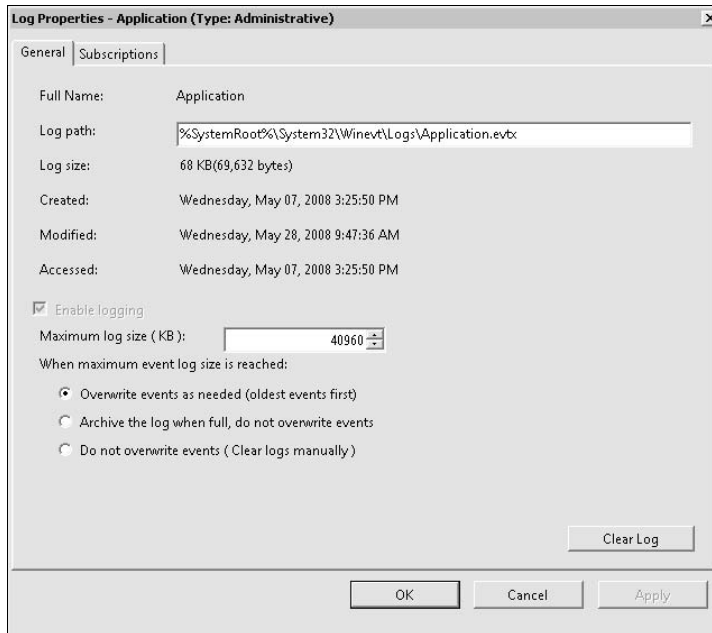 Log Properties - Application (Type: Administrative)
General
Subscriptions
Full Name: Application
Log path: %SystemRoot%\System32\Winevt\Logs\Application.evtx
Log size: 68 KB(69,632 bytes)
Created: Wednesday, May 07, 2008 3:25:50 PM
Modified: Wednesday, May 28, 2008 9:47:36 AM
Accessed: Wednesday, May 07, 2008 3:25:50 PM
Enable logging
Maximum log size ( KB ): 40960
When maximum event log size is reached:
Overwrite events as needed (oldest events first)
Archive the log when full, do not overwrite events
Do not overwrite events ( Clear logs manually )
Clear Log
OK Cancel Apply